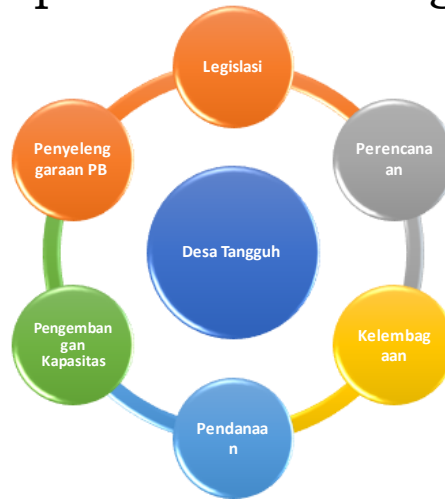 Legislasi
Perencana
an
Kelembag
aan
Pendanaa
n
Pengemban
gan
Kapasitas
Penyeleng
garaan PB
Desa Tangguh